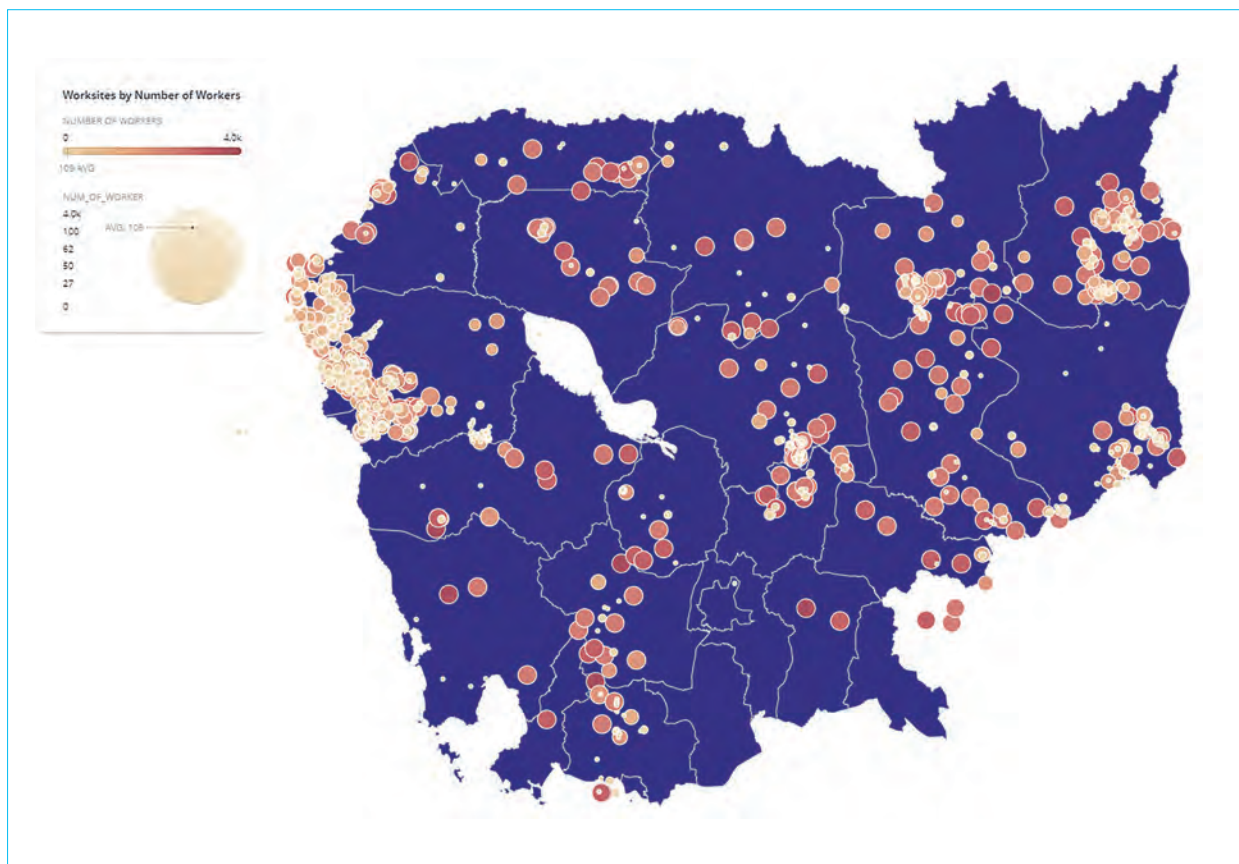 Worksites by Number of Workers
NUMBER OF WORKERS
0 4.0k
109 AVG
NUM_OF_WORKER
4.0k
100
62
50
27
0
AVG: 109